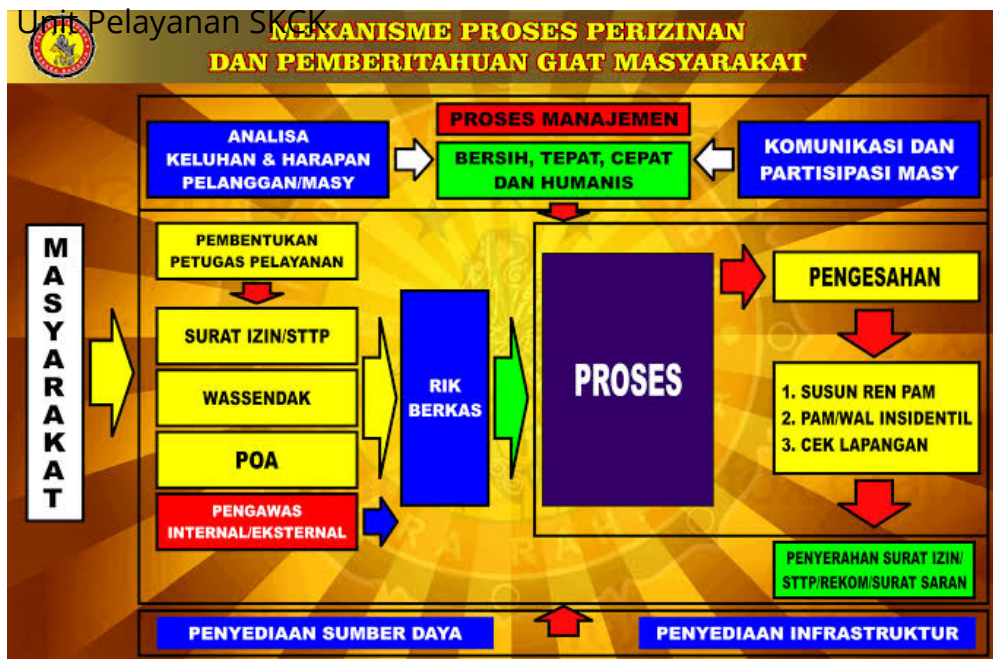 Unit Pelayanan SKCK
MEKANISME PROSES PERIZINAN
DAN PEMBERITAHUAN GIAT MASYARAKAT
ANALISA
KELUHAN & HARAPAN
PELANGGAN/MASY
PROSES MANAJEMEN
BERSIH, TEPAT, CEPAT
DAN HUMANIS
KOMUNIKASI DAN
PARTISIPASI MASY
MASYARAKAT
PEMBENTUKAN
PETUGAS PELAYANAN
SURAT IZIN/STTP
WASSENDAK
POA
PENGAWAS
INTERNAL/EKSTERNAL
RIK
BERKAS
PROSES
PENGESAHAN
1. SUSUN REN PAM
2. PAM/WAL INSIDENTIL
3. CEK LAPANGAN
PENYERAHAN SURAT IZIN/
STTP/REKOM/SURAT SARAN
PENYEDIAAN SUMBER DAYA
PENYEDIAAN INFRASTRUKTUR